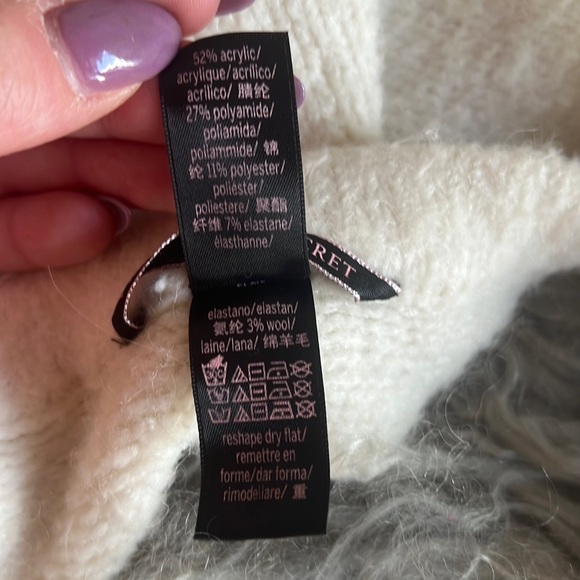 52% acrylic/
acrylique/acrílico/
acrilico/ 腈纶
27% polyamide/
poliamida/
poliammide/ 锦
纶 11% polyester/
poliéster/
poliestere/ 聚酯
纤维 7% elastane/
élasthanne/
RET
elastano/elastan/
氨纶 3% wool/
laine/lana/ 绵羊毛
reshape dry flat/
remettre en
forme/dar forma/
rimodellare/ 重